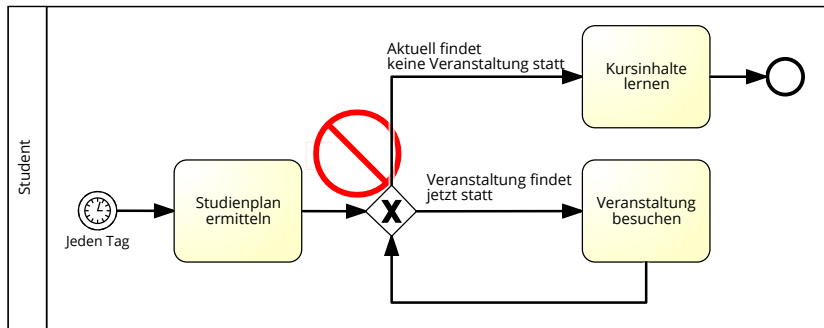 Student
Jeden Tag
Studienplan
ermitteln
Aktuell findet
keine Veranstaltung statt
Kursinhalte
lernen
Veranstaltung findet
jetzt statt
Veranstaltung
besuchen